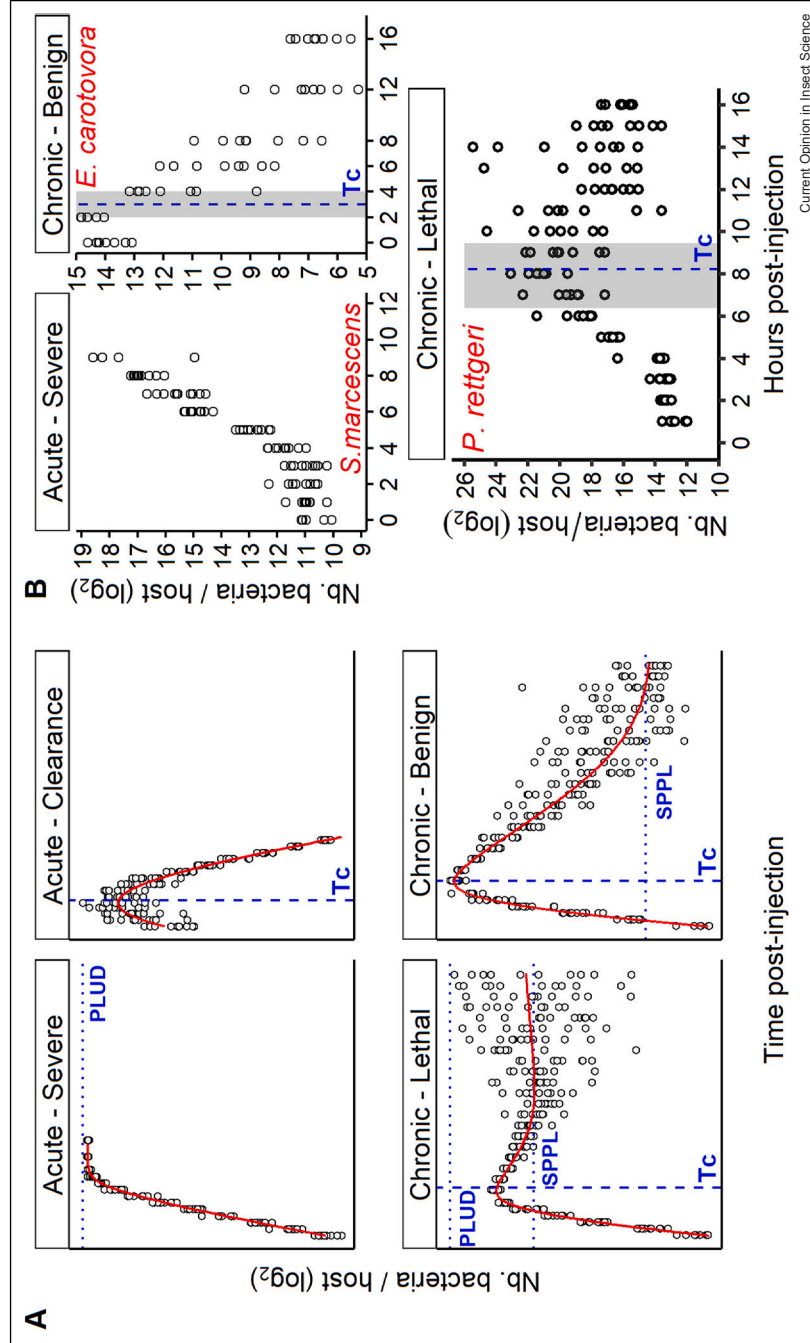 A
Nb. bacteria / host (log2)
Acute - Severe
PLUD
Acute - Clearance
Tc
Chronic - Lethal
PLUD
SPPL
Tc
Chronic - Benign
SPPL
Tc
Time post-injection
B
Nb. bacteria / host (log2)
Acute - Severe
19
18
17
16
15
14
13
12
11
10
9
S.marcescens
0 2 4 6 8 10 12
Chronic - Benign
15
14
13
12
11
10
9
8
7
6
5
E. carotovora
Tc
0 2 4 6 8 12 16
Chronic - Lethal
Nb. bacteria/host (log2)
26
24
22
20
18
16
14
12
10
P. rettgeri
Tc
0 2 4 6 8 10 12 14 16
Hours post-injection
Current Opinion in Insect Science